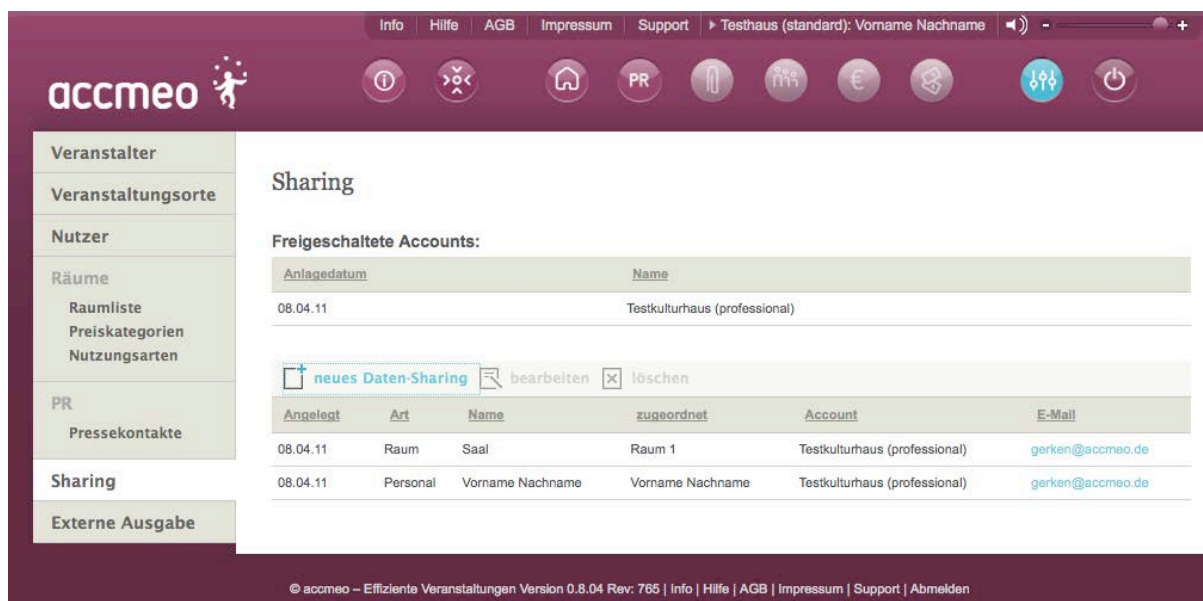 Info Hilfe AGB Impressum Support Testhaus (standard): Vorname Nachname - +
accmeo PR €
Veranstalter
Veranstaltungsorte
Nutzer
Räume
Raumliste
Preiskategorien
Nutzungsarten
PR
Pressekontakte
Sharing
Externe Ausgabe
Sharing
Freigeschaltete Accounts:
Anlagedatum Name
08.04.11 Testkulturhaus (professional)
neues Daten-Sharing bearbeiten löschen
Angelegt Art Name zugeordnet Account E-Mail
08.04.11 Raum Saal Raum 1 Testkulturhaus (professional) gerken@accmeo.de
08.04.11 Personal Vorname Nachname Vorname Nachname Testkulturhaus (professional) gerken@accmeo.de
© accmeo – Effiziente Veranstaltungen Version 0.8.04 Rev: 765 | Info | Hilfe | AGB | Impressum | Support | Abmelden